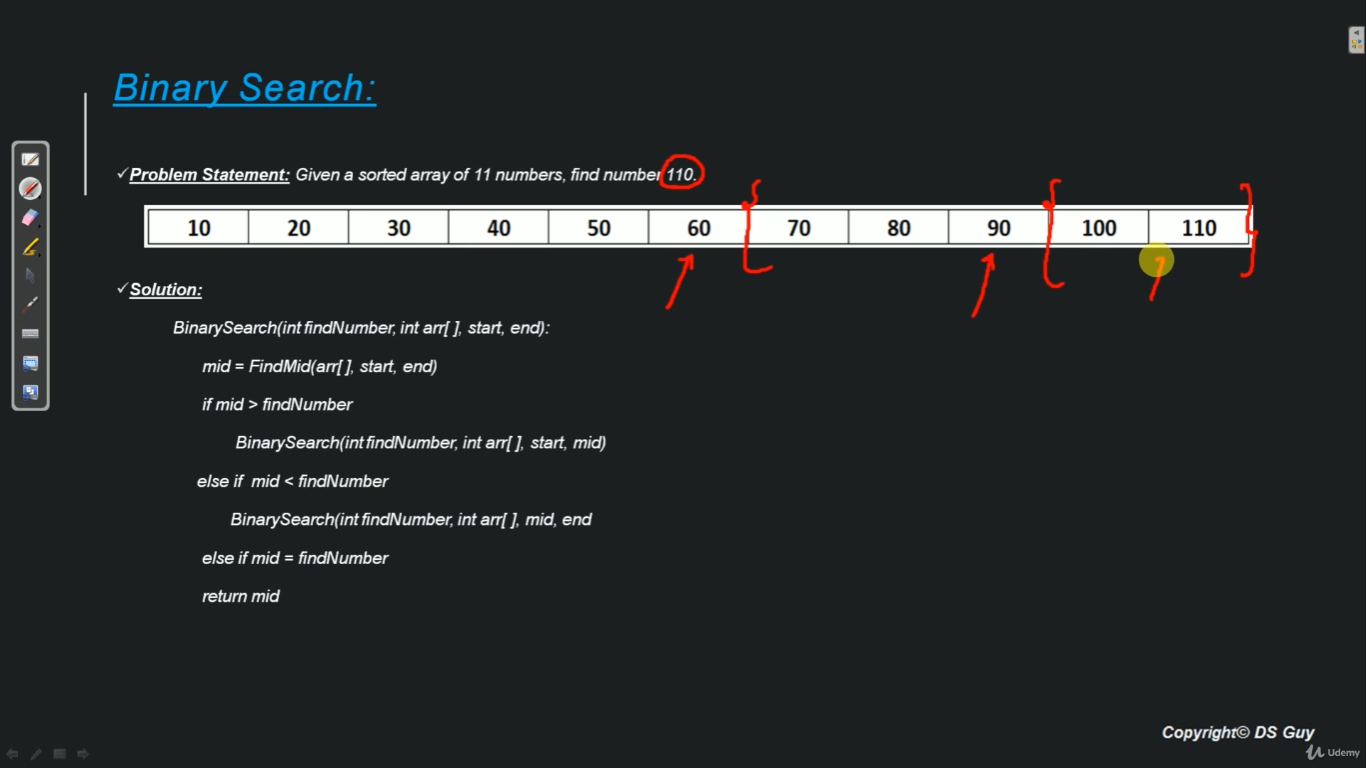 Binary Search:
✓Problem Statement: Given a sorted array of 11 numbers, find number 110.
10 20 30 40 50 60 70 80 90 100 110
✓Solution:
BinarySearch(int findNumber, int arr[ ], start, end):
mid = FindMid(arr[ ], start, end)
if mid > findNumber
BinarySearch(int findNumber, int arr[ ], start, mid)
else if mid < findNumber
BinarySearch(int findNumber, int arr[ ], mid, end
else if mid = findNumber
return mid
Copyright© DS Guy
Udemy